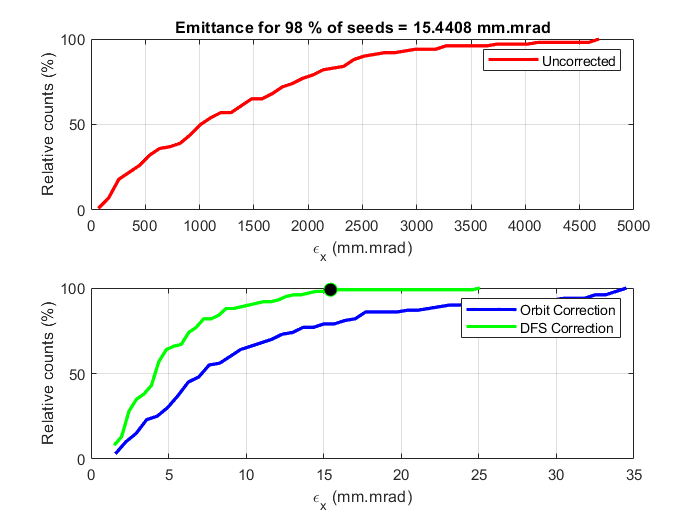 Emittance for 98 % of seeds = 15.4408 mm.mrad
Relative counts (%)
100
50
0
Uncorrected
0 500 1000 1500 2000 2500 3000 3500 4000 4500 5000
ϵx (mm.mrad)
Relative counts (%)
100
50
0
Orbit Correction
DFS Correction
0 5 10 15 20 25 30 35
ϵx (mm.mrad)